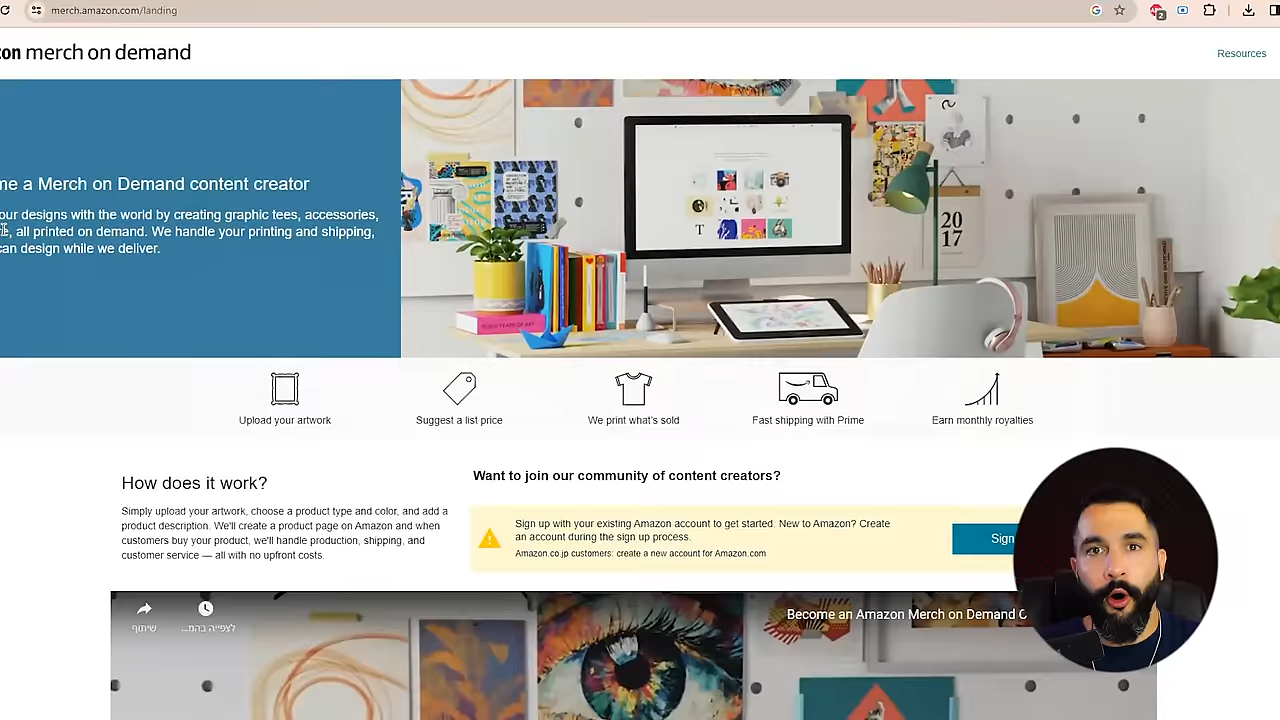 merch.amazon.com/landing
2
on merch on demand
Resources
me a Merch on Demand content creator
our designs with the world by creating graphic tees, accessories,
all printed on demand. We handle your printing and shipping,
can design while we deliver.
20
17
T
Upload your artwork
Suggest a list price
We print what's sold
Fast shipping with Prime
Earn monthly royalties
How does it work?
Simply upload your artwork, choose a product type and color, and add a
product description. We'll create a product page on Amazon and when
customers buy your product, we'll handle production, shipping, and
customer service — all with no upfront costs.
Want to join our community of content creators?
Sign up with your existing Amazon account to get started. New to Amazon? Create
an account during the sign up process.
Amazon.co.jp customers: create a new account for Amazon.com
Sign
שיתוף
לצפייה בהמ...
Become an Amazon Merch on Demand C